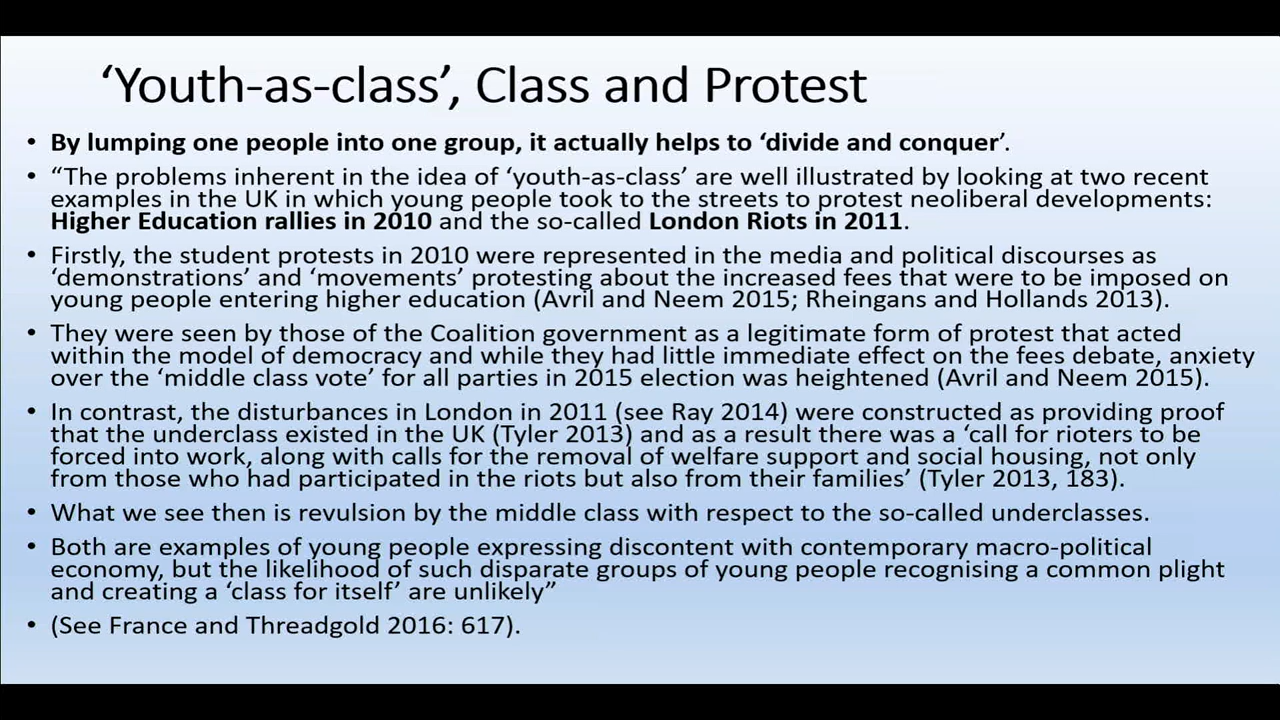 ‘Youth-as-class’, Class and Protest
• By lumping one people into one group, it actually helps to ‘divide and conquer’.
• “The problems inherent in the idea of ‘youth-as-class’ are well illustrated by looking at two recent
examples in the UK in which young people took to the streets to protest neoliberal developments:
Higher Education rallies in 2010 and the so-called London Riots in 2011.
• Firstly, the student protests in 2010 were represented in the media and political discourses as
‘demonstrations’ and ‘movements’ protesting about the increased fees that were to be imposed on
young people entering higher education (Avril and Neem 2015; Rheingans and Hollands 2013).
• They were seen by those of the Coalition government as a legitimate form of protest that acted
within the model of democracy and while they had little immediate effect on the fees debate, anxiety
over the ‘middle class vote’ for all parties in 2015 election was heightened (Avril and Neem 2015).
• In contrast, the disturbances in London in 2011 (see Ray 2014) were constructed as providing proof
that the underclass existed in the UK (Tyler 2013) and as a result there was a ‘call for rioters to be
forced into work, along with calls for the removal of welfare support and social housing, not only
from those who had participated in the riots but also from their families’ (Tyler 2013, 183).
• What we see then is revulsion by the middle class with respect to the so-called underclasses.
• Both are examples of young people expressing discontent with contemporary macro-political
economy, but the likelihood of such disparate groups of young people recognising a common plight
and creating a ‘class for itself’ are unlikely”
• (See France and Threadgold 2016: 617).